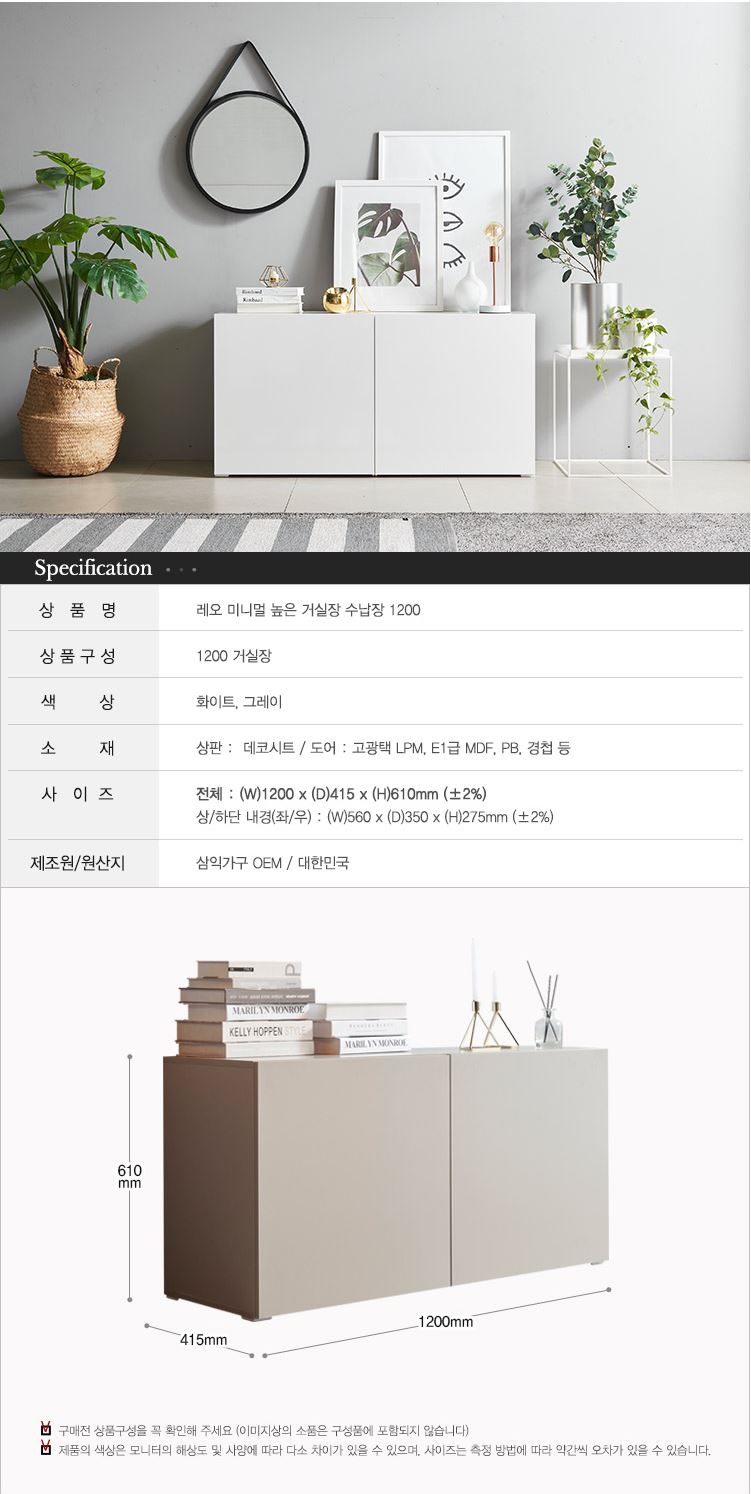 Kimfound
Kimbaad
Specification
상 품 명
레오 미니멀 높은 거실장 수납장 1200
상 품 구 성
1200 거실장
색 상
화이트, 그레이
소 재
상판 : 데코시트 / 도어 : 고광택 LPM, E1급 MDF, PB, 경첩 등
사 이 즈
전체 : (W)1200 x (D)415 x (H)610mm (±2%)
상/하단 내경(좌/우) : (W)560 x (D)350 x (H)275mm (±2%)
제조원/원산지
삼익가구 OEM / 대한민국
MARILYN MONROE
KELLY HOPPEN STYLE
MARILYN MONROE
610
mm
415mm
1200mm
구매전 상품구성을 꼭 확인해 주세요 (이미지상의 소품은 구성품에 포함되지 않습니다)
제품의 색상은 모니터의 해상도 및 사양에 따라 다소 차이가 있을 수 있으며, 사이즈는 측정 방법에 따라 약간씩 오차가 있을 수 있습니다.